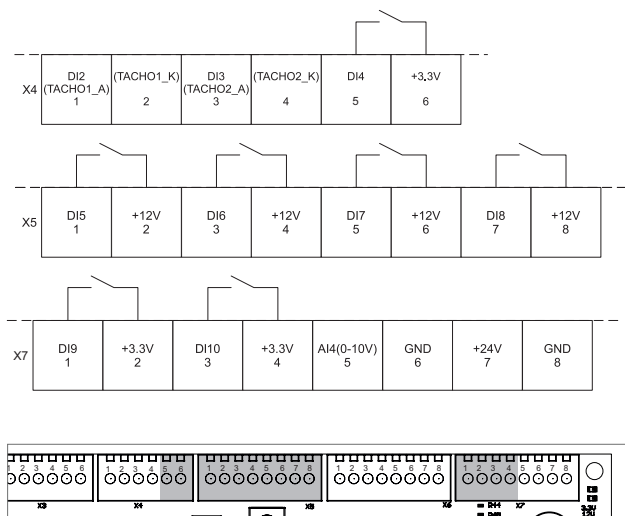 DI2 (TACHO1_K) DI3 (TACHO2_K) DI4 +3.3V
X4 (TACHO1_A) (TACHO2_A)
1 2 3 4 5 6
DI5 +12V DI6 +12V DI7 +12V DI8 +12V
X5
1 2 3 4 5 6 7 8
DI9 +3.3V DI10 +3.3V AI4(0-10V) GND +24V GND
X7
1 2 3 4 5 6 7 8
1 2 3 4 5 6 1 2 3 4 5 6 1 2 3 4 5 6 7 8 1 2 3 4 5 6 7 8 1 2 3 4 5 6 7 8
X3 X4 X5 X6 X7
R44
3.3V